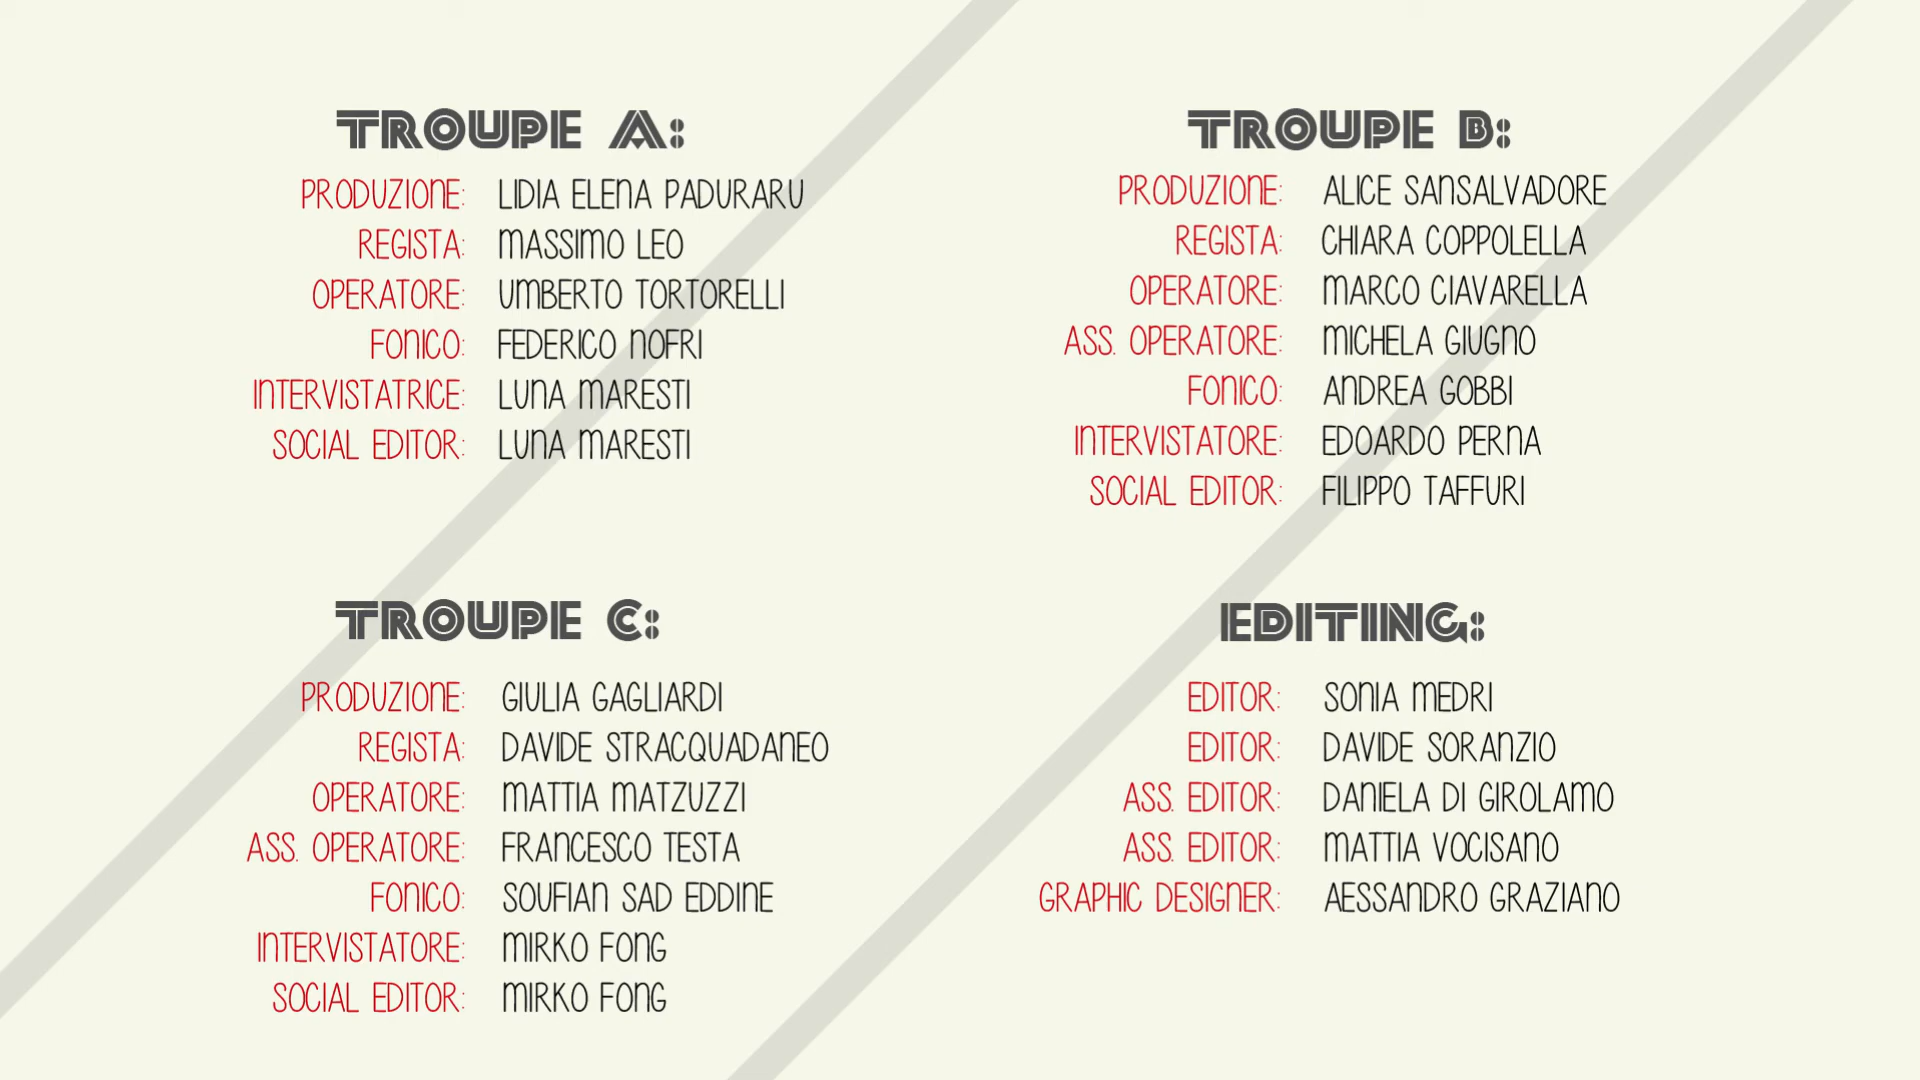 TROUPE A:
PRODUZIONE: LIDIA ELENA PADURARU
REGISTA: MASSIMO LEO
OPERATORE: UMBERTO TORTORELLI
FONICO: FEDERICO NOFRI
INTERVISTATRICE: LUNA MARESTI
SOCIAL EDITOR: LUNA MARESTI
TROUPE B:
PRODUZIONE: ALICE SANSALVADORE
REGISTA: CHIARA COPPOLELLA
OPERATORE: MARCO CIAVARELLA
ASS. OPERATORE: MICHELA GIUGNO
FONICO: ANDREA GOBBI
INTERVISTATORE: EDOARDO PERNA
SOCIAL EDITOR: FILIPPO TAFFURI
TROUPE C:
PRODUZIONE: GIULIA GAGLIARDI
REGISTA: DAVIDE STRACQUADANEO
OPERATORE: MATTIA MATZUZZI
ASS. OPERATORE: FRANCESCO TESTA
FONICO: SOUFIAN SAD EDDINE
INTERVISTATORE: MIRKO FONG
SOCIAL EDITOR: MIRKO FONG
EDITING:
EDITOR: SONIA MEDRI
EDITOR: DAVIDE SORANZIO
ASS. EDITOR: DANIELA DI GIROLAMO
ASS. EDITOR: MATTIA VOCISANO
GRAPHIC DESIGNER: AESSANDRO GRAZIANO